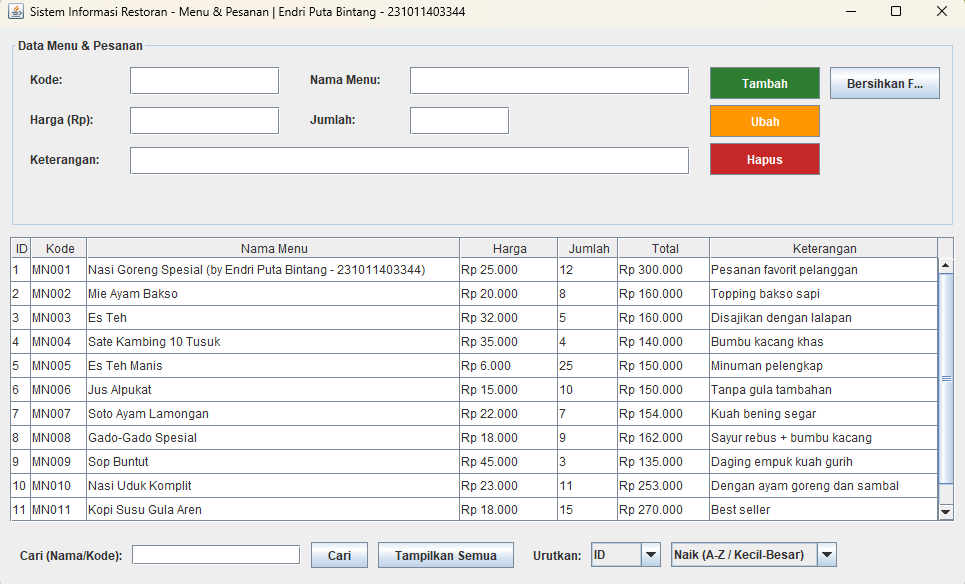 Sistem Informasi Restoran - Menu & Pesanan | Endri Puta Bintang - 231011403344
Data Menu & Pesanan
Kode: Nama Menu: Tambah Bersihkan F...
Harga (Rp): Jumlah: Ubah
Keterangan: Hapus
ID Kode Nama Menu Harga Jumlah Total Keterangan
1 MN001 Nasi Goreng Spesial (by Endri Puta Bintang - 231011403344) Rp 25.000 12 Rp 300.000 Pesanan favorit pelanggan
2 MN002 Mie Ayam Bakso Rp 20.000 8 Rp 160.000 Topping bakso sapi
3 MN003 Es Teh Rp 32.000 5 Rp 160.000 Disajikan dengan lalapan
4 MN004 Sate Kambing 10 Tusuk Rp 35.000 4 Rp 140.000 Bumbu kacang khas
5 MN005 Es Teh Manis Rp 6.000 25 Rp 150.000 Minuman pelengkap
6 MN006 Jus Alpukat Rp 15.000 10 Rp 150.000 Tanpa gula tambahan
7 MN007 Soto Ayam Lamongan Rp 22.000 7 Rp 154.000 Kuah bening segar
8 MN008 Gado-Gado Spesial Rp 18.000 9 Rp 162.000 Sayur rebus + bumbu kacang
9 MN009 Sop Buntut Rp 45.000 3 Rp 135.000 Daging empuk kuah gurih
10 MN010 Nasi Uduk Komplit Rp 23.000 11 Rp 253.000 Dengan ayam goreng dan sambal
11 MN011 Kopi Susu Gula Aren Rp 18.000 15 Rp 270.000 Best seller
Cari (Nama/Kode): Cari Tampilkan Semua Urutkan: ID Naik (A-Z / Kecil-Besar)